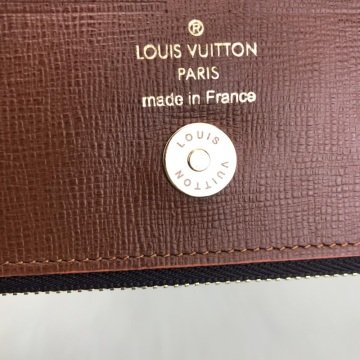 ®
LOUIS VUITTON
PARIS
made in France
LOUIS
VUITTON